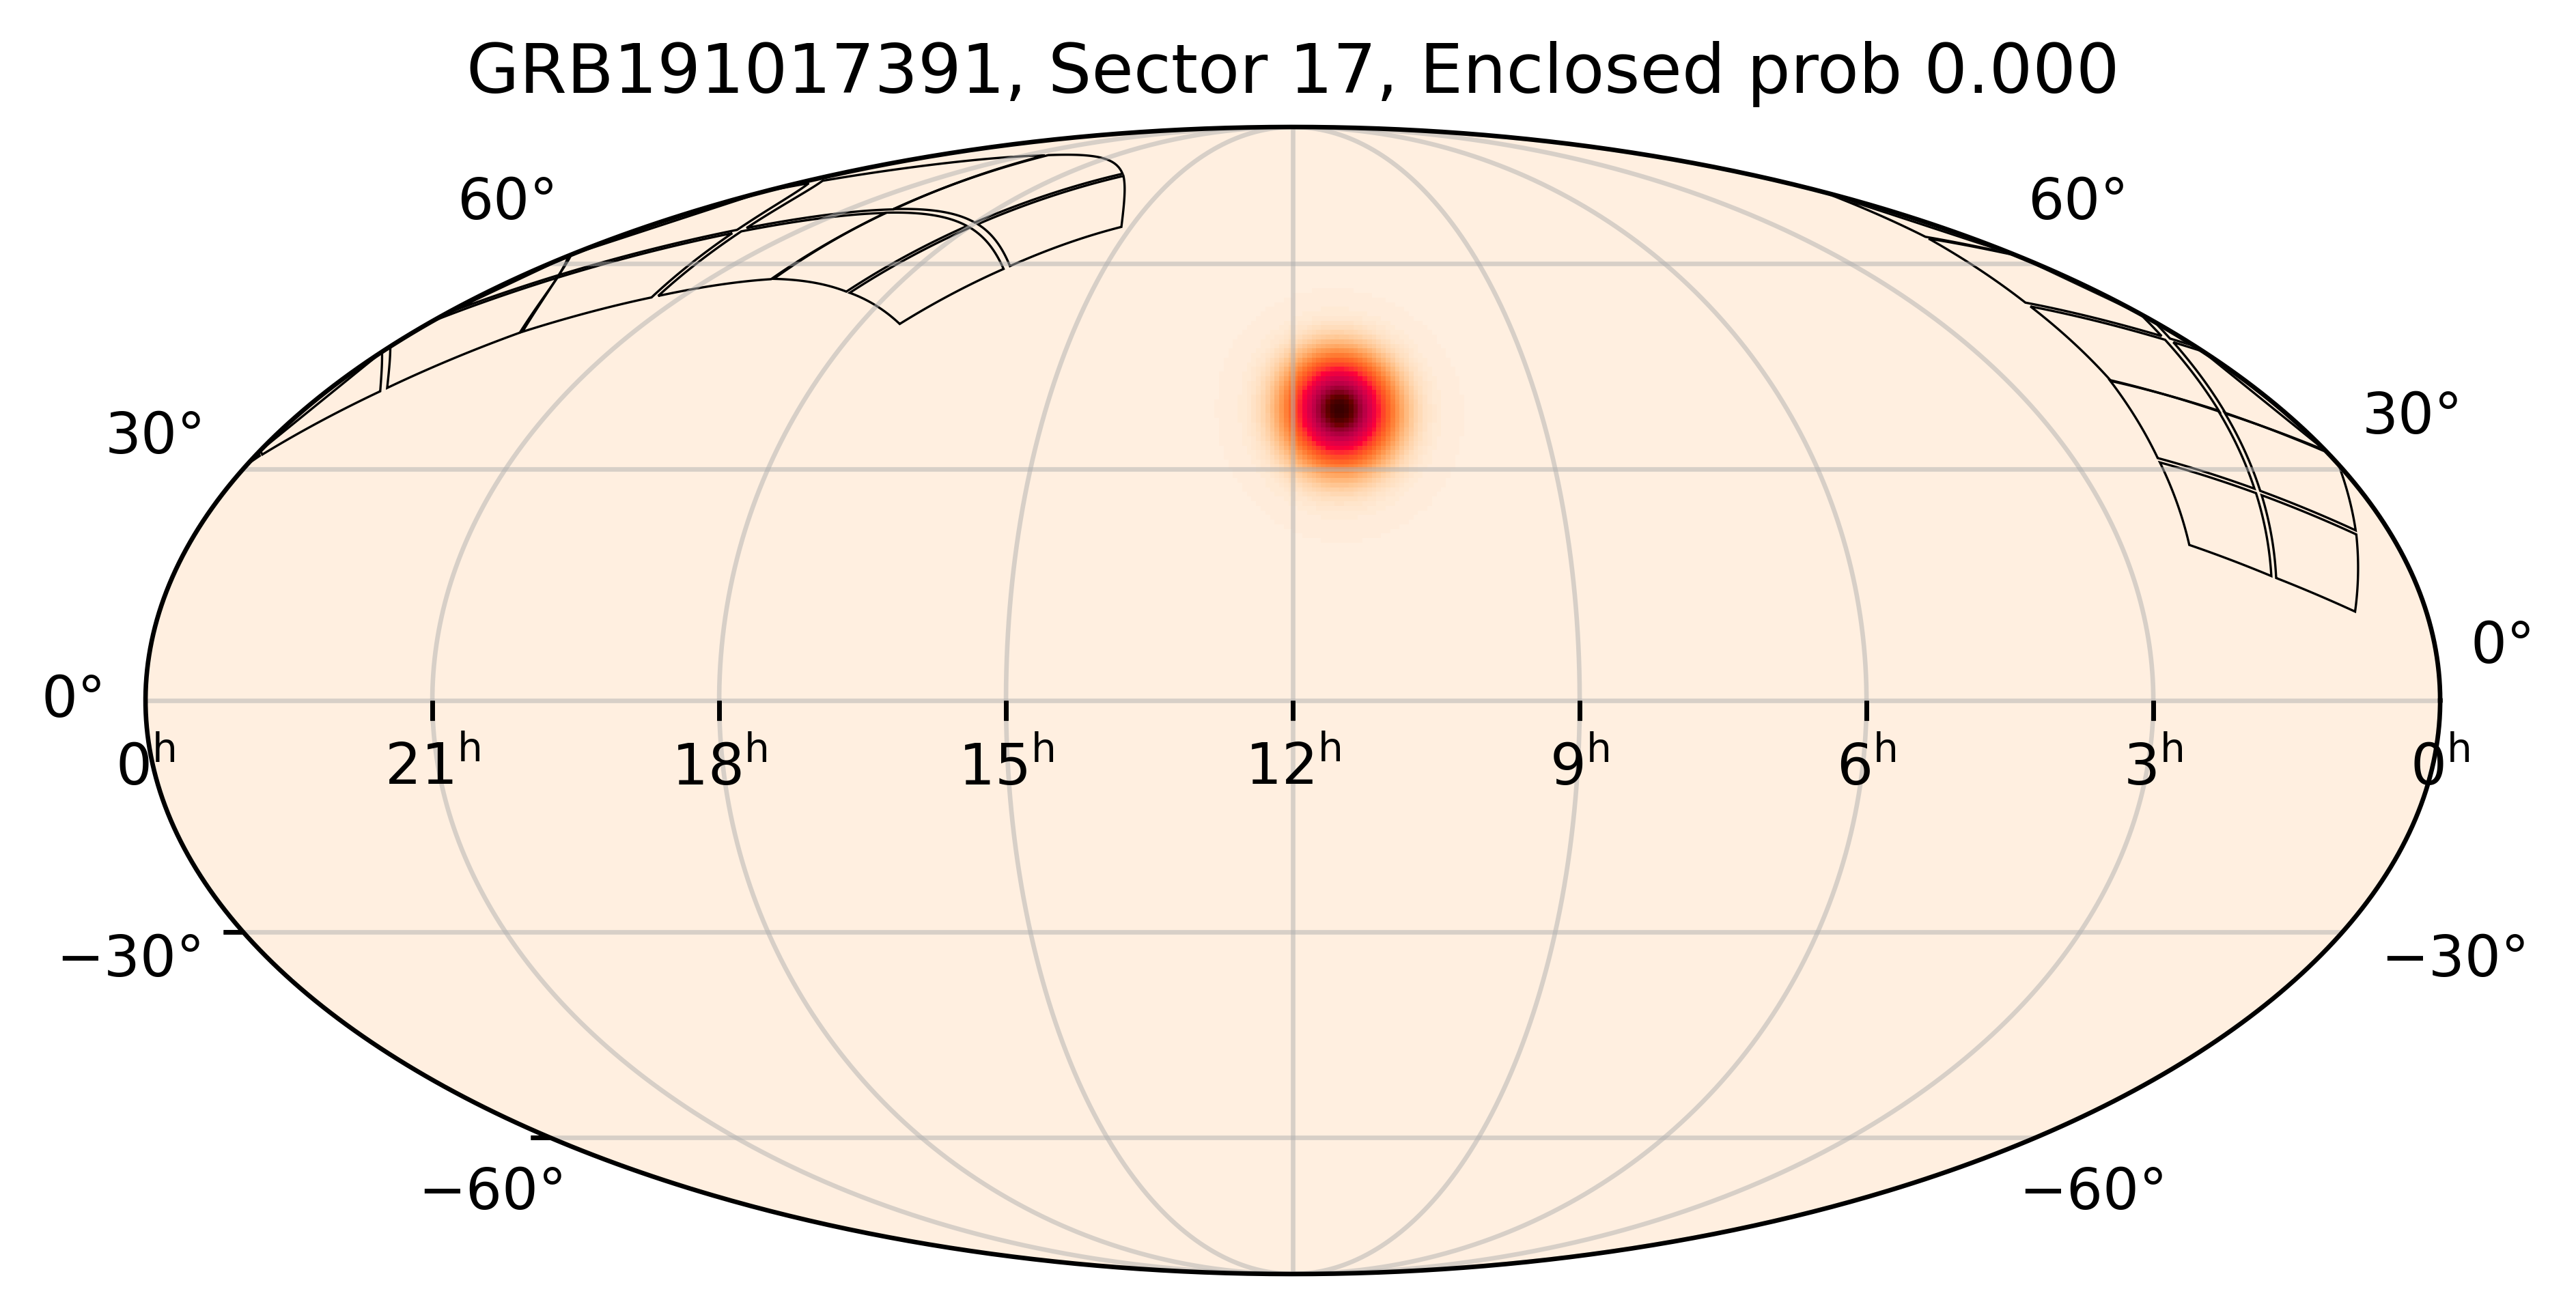 GRB191017391, Sector 17, Enclosed prob 0.000
60° 60°
30° 30°
0° 0°
0ʰ 21ʰ 18ʰ 15ʰ 12ʰ 9ʰ 6ʰ 3ʰ 0ʰ
−30° −30°
−60° −60°